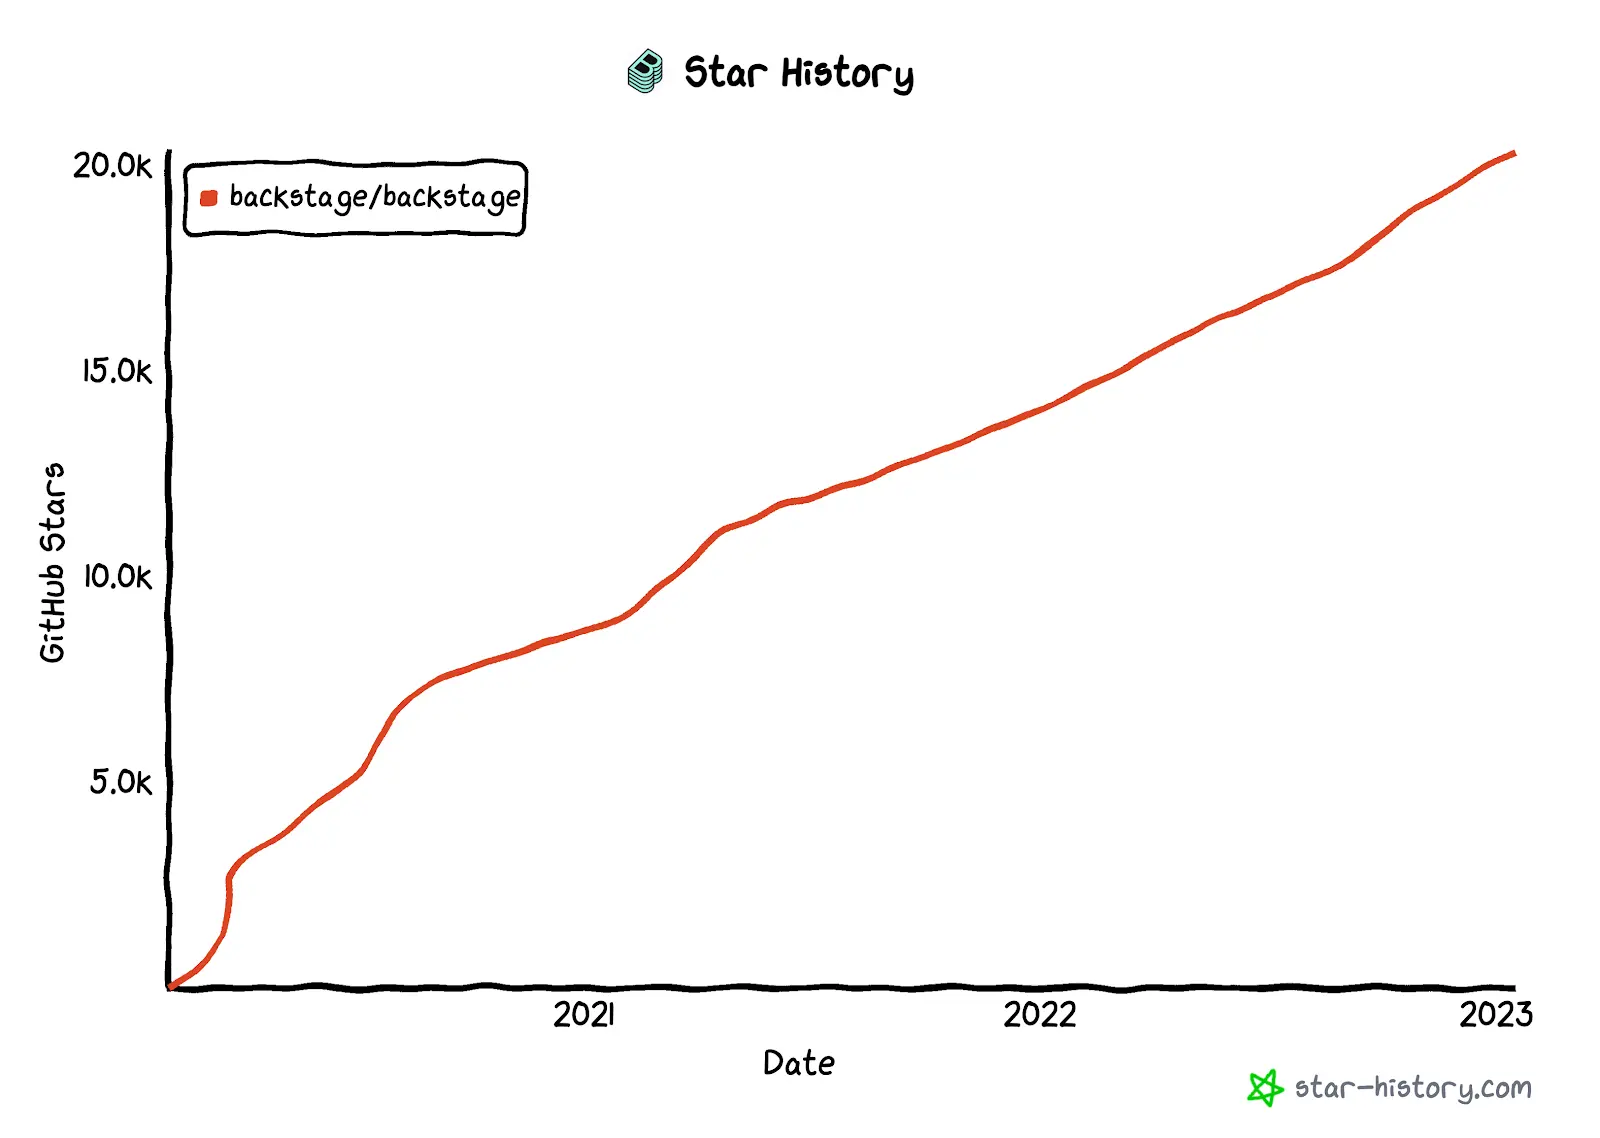 Star History
20.0k
backstage/backstage
15.0k
10.0k
5.0k
GitHub Stars
2021
2022
2023
Date
star-history.com